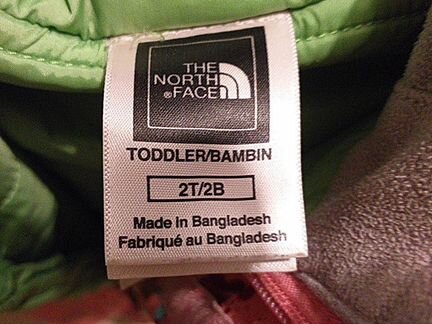 THE
NORTH
®FACE
TODDLER/BAMBIN
2T/2B
Made in Bangladesh
Fabriqué au Bangladesh